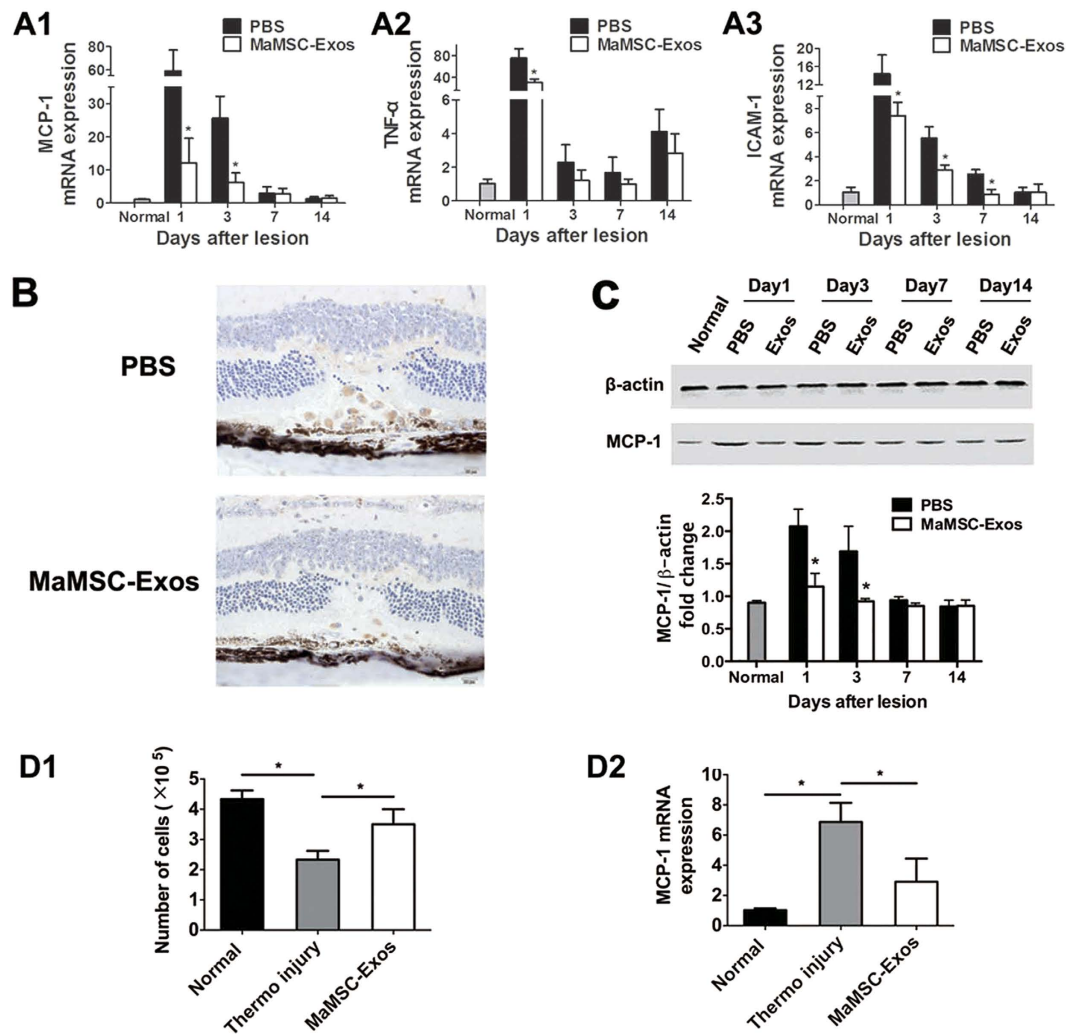 A1
PBS
MaMSC-Exos
MCP-1
mRNA expression
80
60
30
20
10
0
Normal 1 3 7 14
Days after lesion
A2
PBS
MaMSC-Exos
TNF-α
mRNA expression
80
40
6
4
2
0
Normal 1 3 7 14
Days after lesion
A3
PBS
MaMSC-Exos
ICAM-1
mRNA expression
20
15
10
8
6
4
2
0
Normal 1 3 7 14
Days after lesion
B
PBS
MaMSC-Exos
C
Day1 Day3 Day7 Day14
Normal PBS Exos PBS Exos PBS Exos PBS Exos
β-actin
MCP-1
PBS
MaMSC-Exos
MCP-1/β-actin
fold change
2.5
2.0
1.5
1.0
0.5
0.0
* *
Normal 1 3 7 14
Days after lesion
D1
Number of cells (×10 5)
5
4
3
2
1
0
* *
Normal Thermo injury MaMSC-Exos
D2
MCP-1 mRNA
expression
10
8
6
4
2
0
* *
Normal Thermo injury MaMSC-Exos